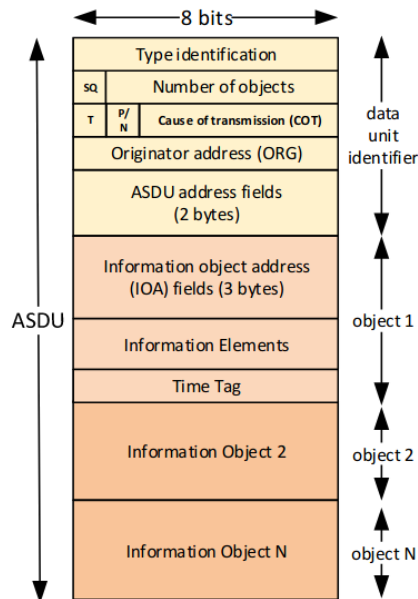 8 bits
Type identification
SQ
Number of objects
T
P/
N
Cause of transmission (COT)
Originator address (ORG)
ASDU address fields
(2 bytes)
data
unit
identifier
Information object address
(IOA) fields (3 bytes)
Information Elements
Time Tag
object 1
ASDU
Information Object 2
object 2
Information Object N
object N